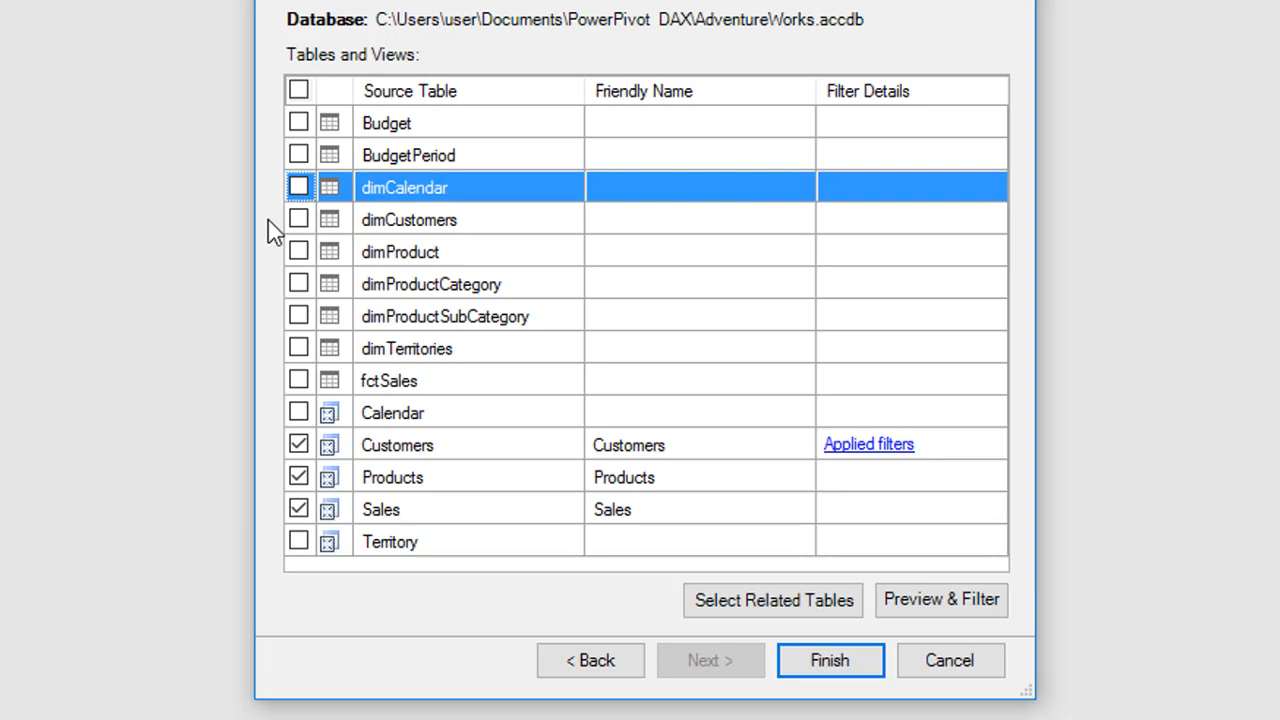 Database: C:\Users\user\Documents\PowerPivot DAX\AdventureWorks.accdb
Tables and Views:
Source Table Friendly Name Filter Details
Budget
BudgetPeriod
dimCalendar
dimCustomers
dimProduct
dimProductCategory
dimProductSubCategory
dimTerritories
fctSales
Calendar
Customers Customers Applied filters
Products Products
Sales Sales
Territory
Select Related Tables Preview & Filter
< Back Next > Finish Cancel